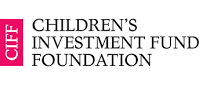 CIFF
CHILDREN'S
INVESTMENT FUND
FOUNDATION